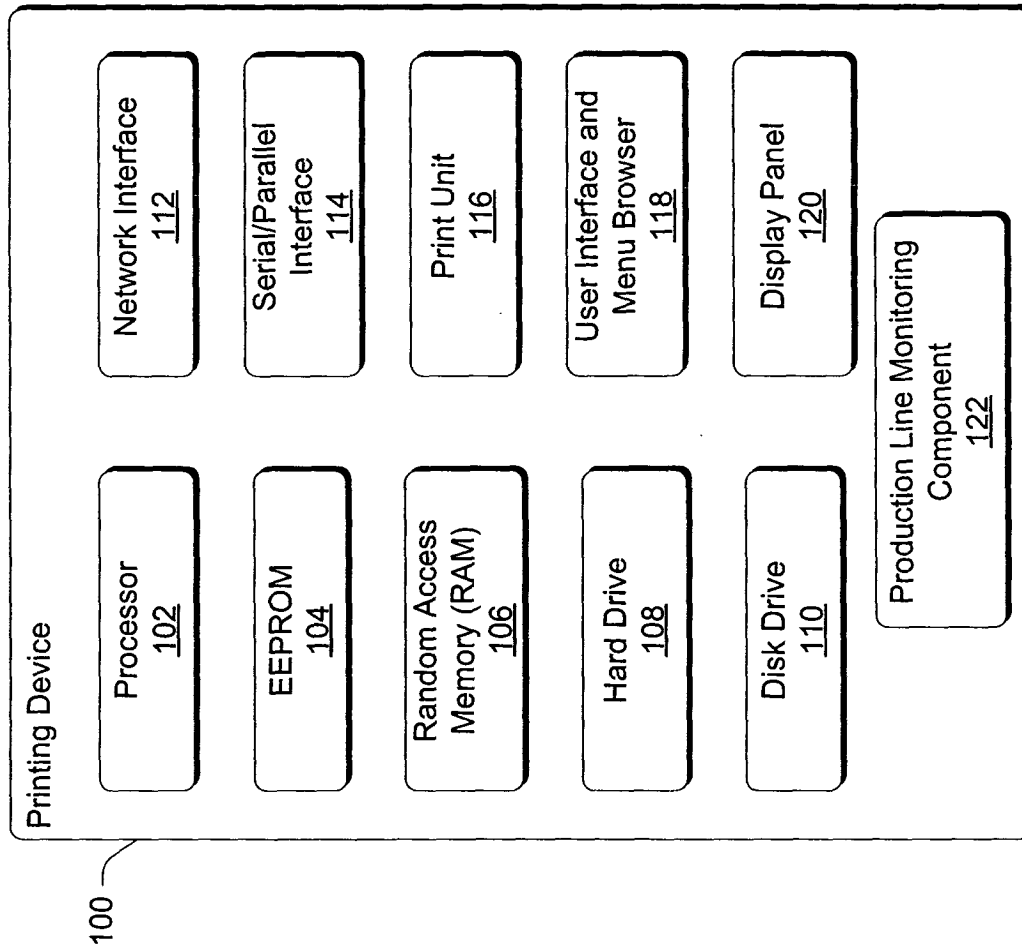 Printing Device
100
Processor
102
EEPROM
104
Random Access
Memory (RAM)
106
Hard Drive
108
Disk Drive
110
Network Interface
112
Serial/Parallel
Interface
114
Print Unit
116
User Interface and
Menu Browser
118
Display Panel
120
Production Line Monitoring
Component
122